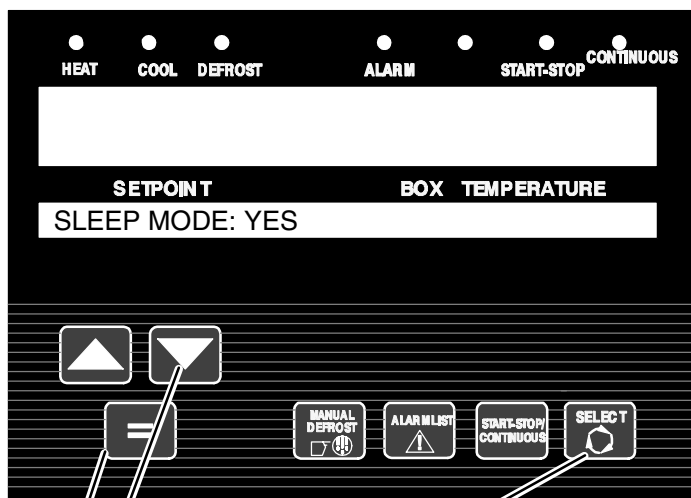 HEAT COOL DEFROST ALARM START-STOP CONTINUOUS
SETPOINT BOX TEMPERATURE
SLEEP MODE: YES
=
MANUAL DEFROST
ALARM LIST
START-STOP/
CONTINUOUS
SELECT